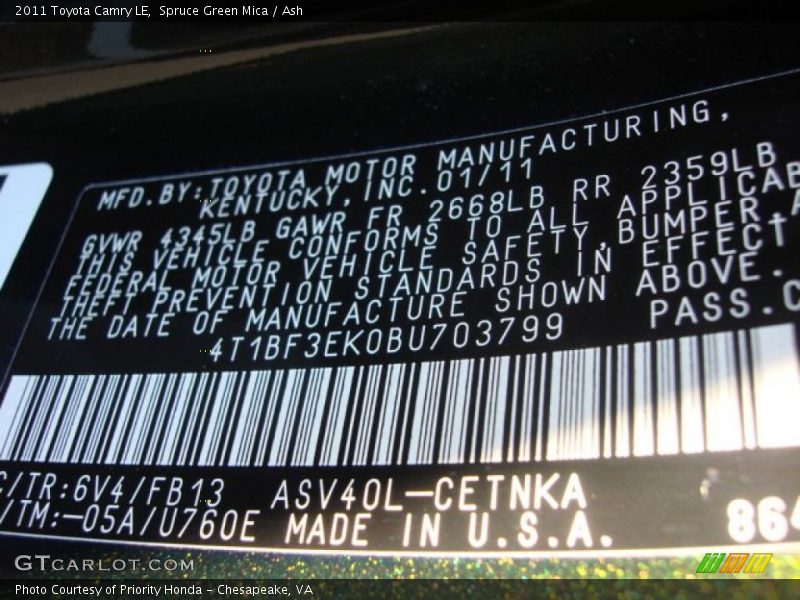 2011 Toyota Camry LE, Spruce Green Mica / Ash
MFD. BY: TOYOTA MOTOR MANUFACTURING,
KENTUCKY, INC. 01/11
GVWR 4345LB GAWR FR 2668LB RR 2359LB
THIS VEHICLE CONFORMS TO ALL APPLICAB
FEDERAL MOTOR VEHICLE SAFETY, BUMPER A
THEFT PREVENTION STANDARDS IN EFFECT
THE DATE OF MANUFACTURE SHOWN ABOVE.
4T1BF3EK0BU703799 PASS.C
C/TR:6V4/FB13 ASV40L-CETNKA
/TM:-05A/U760E MADE IN U.S.A. 864
GTCARLOT.COM
Photo Courtesy of Priority Honda - Chesapeake, VA